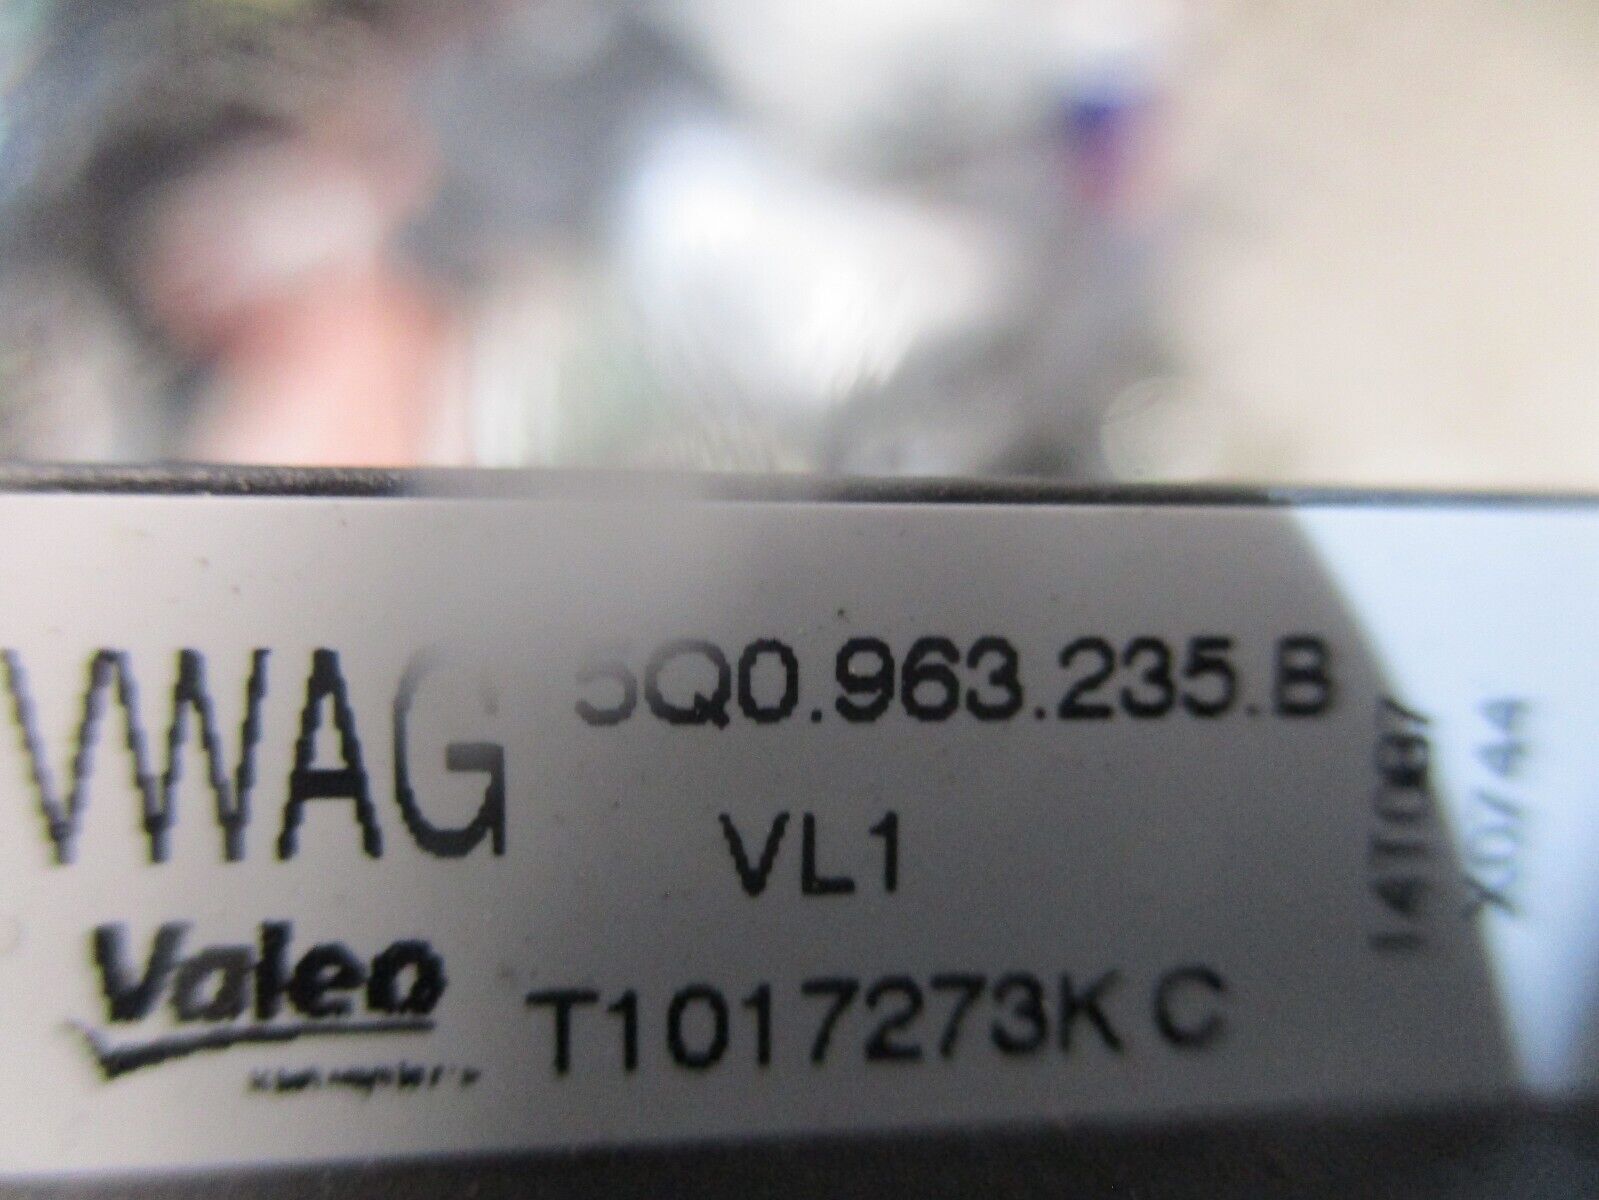 VWAG 5Q0.963.235.B
VL1
Valeo T1017273K C